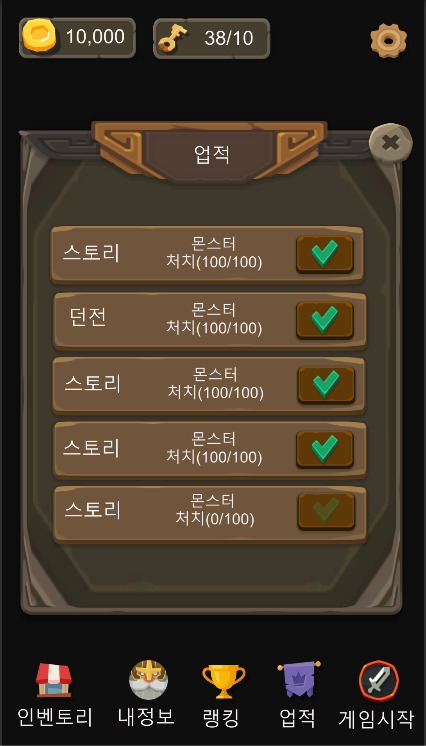 10,000
38/10
업적
스토리
몬스터
처치(100/100)
던전
몬스터
처치(100/100)
스토리
몬스터
처치(100/100)
스토리
몬스터
처치(100/100)
스토리
몬스터
처치(0/100)
인벤토리 내정보 랭킹 업적 게임시작